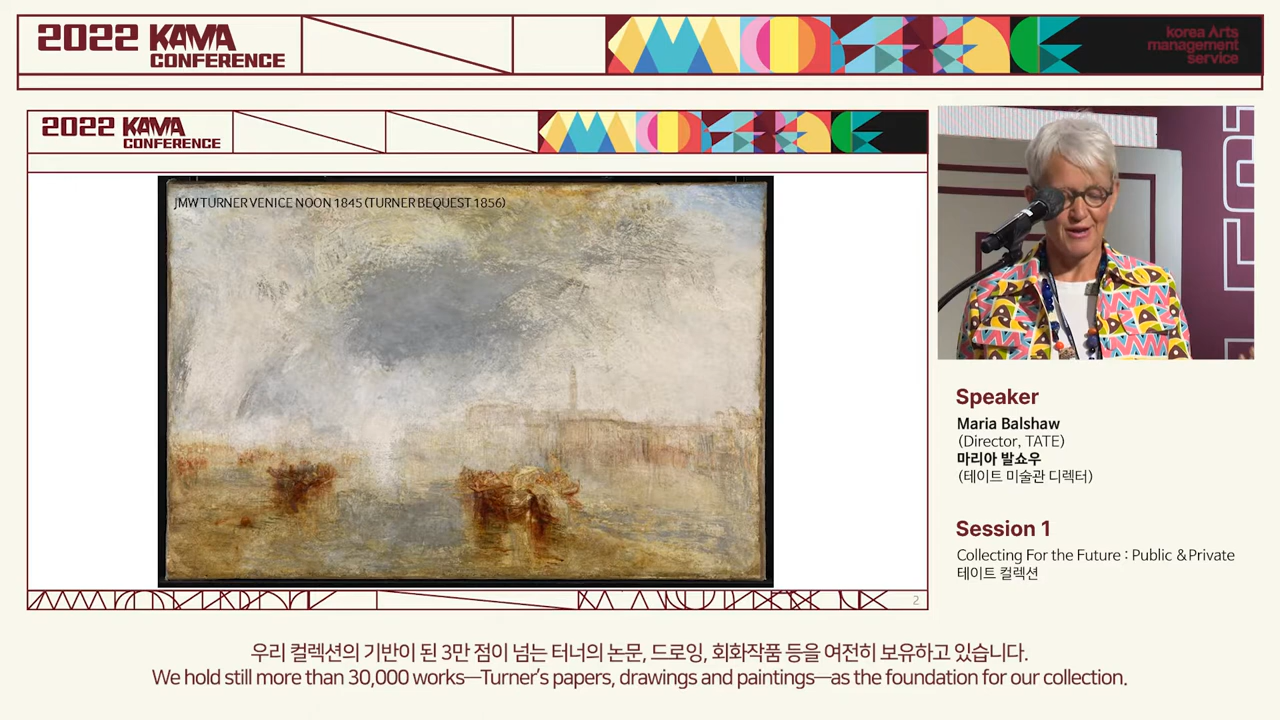 2022 KAMA
CONFERENCE
korea Arts
management
service
2022 KAMA
CONFERENCE
JMW TURNER VENICE NOON 1845 (TURNER BEQUEST 1856)
2
Speaker
Maria Balshaw
(Director, TATE)
마리아 발쇼우
(테이트 미술관 디렉터)
Session 1
Collecting For the Future : Public & Private
테이트 컬렉션
우리 컬렉션의 기반이 된 3만 점이 넘는 터너의 논문, 드로잉, 회화작품 등을 여전히 보유하고 있습니다.
We hold still more than 30,000 works—Turner's papers, drawings and paintings—as the foundation for our collection.